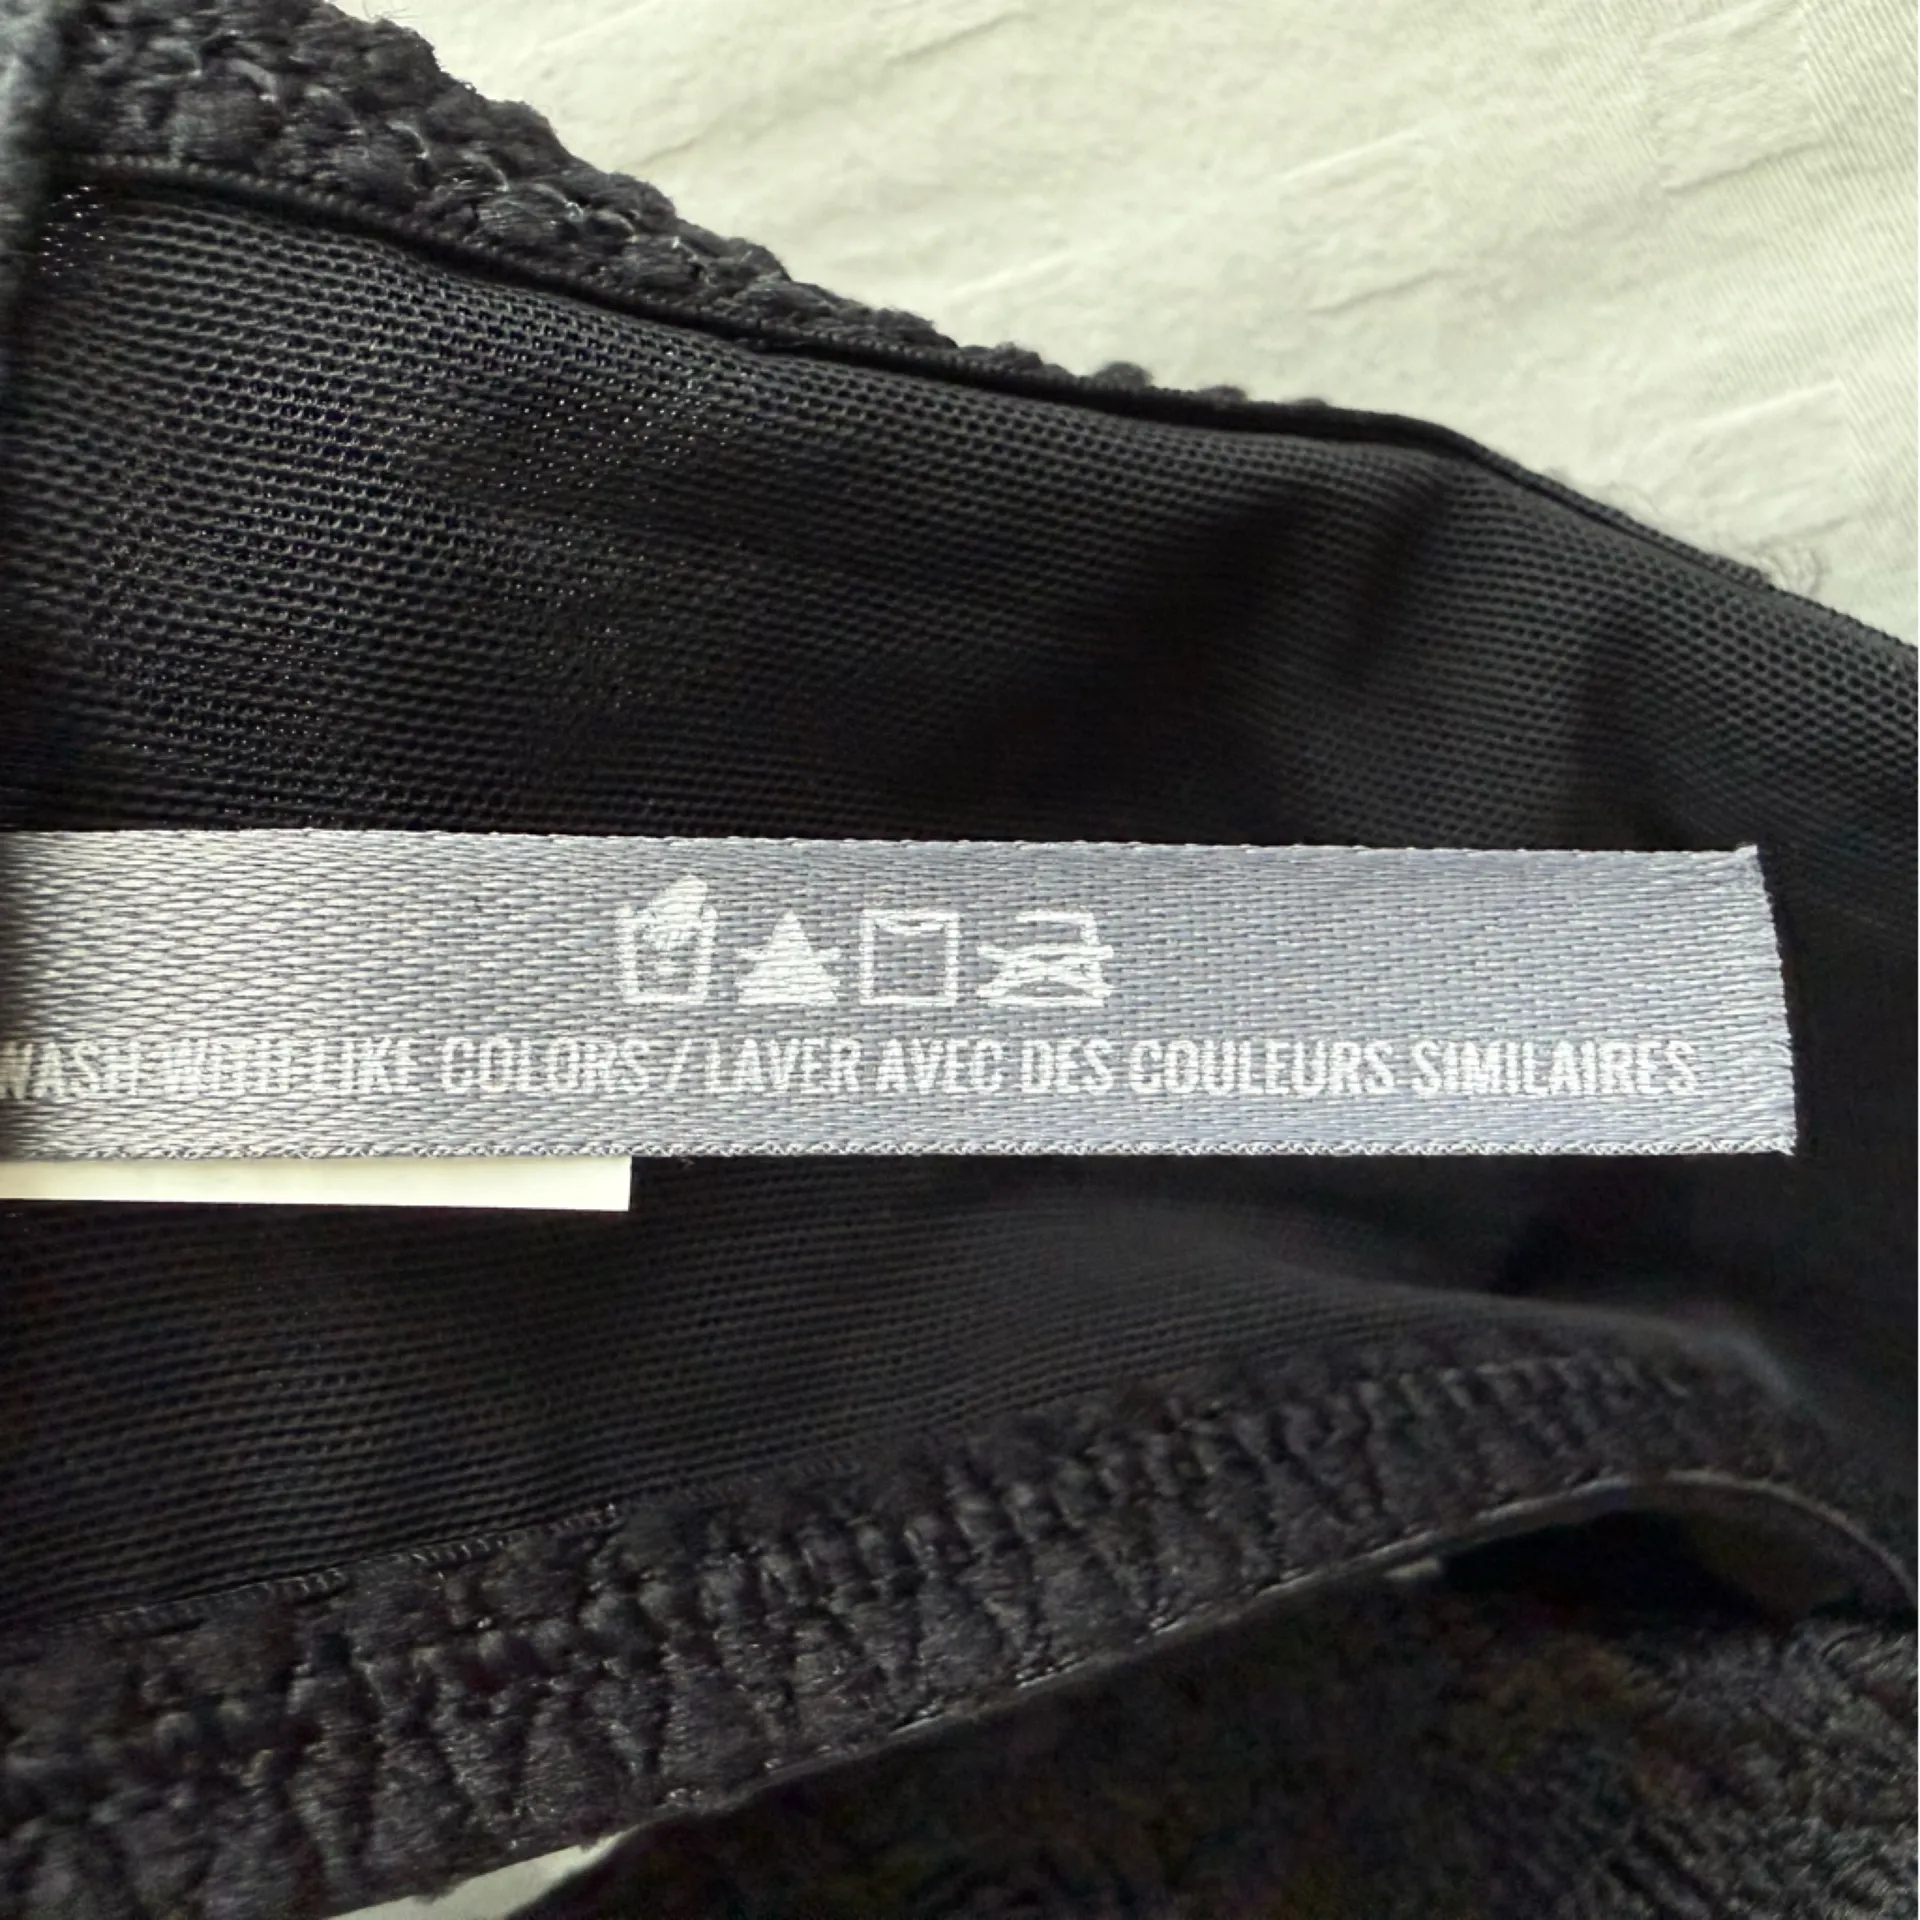 WASH WITH LIKE COLORS / LAVER AVEC DES COULEURS SIMILAIRES